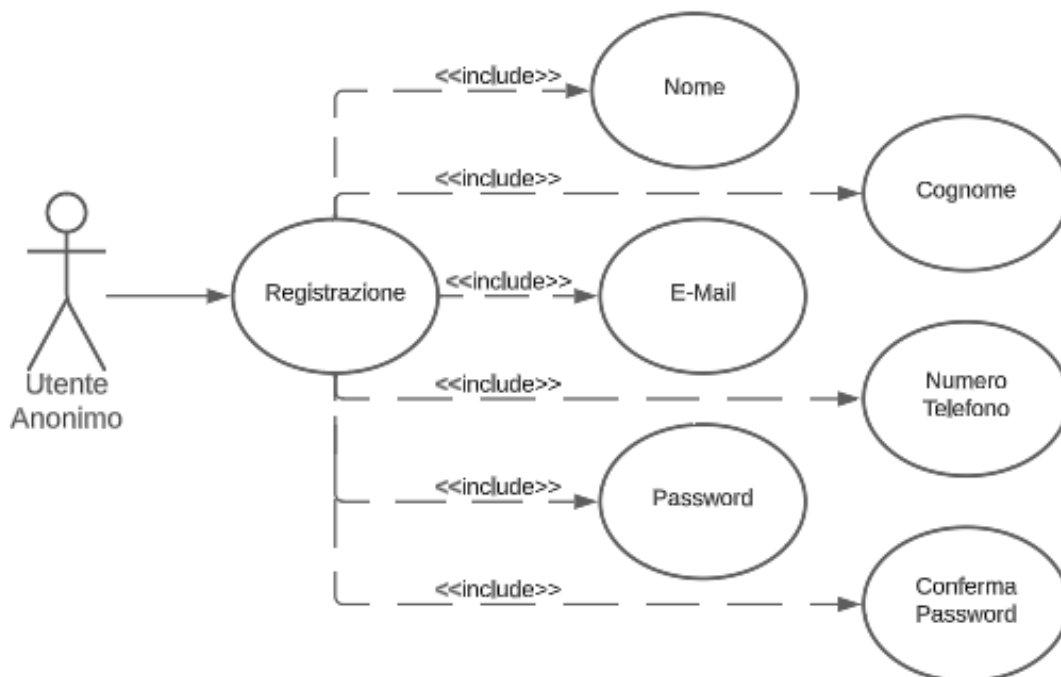 <<include>>
Nome
<<include>>
Cognome
Registrazione
<<include>>
E-Mail
Utente
Anonimo
<<include>>
Numero
Telefono
<<include>>
Password
<<include>>
Conferma
Password